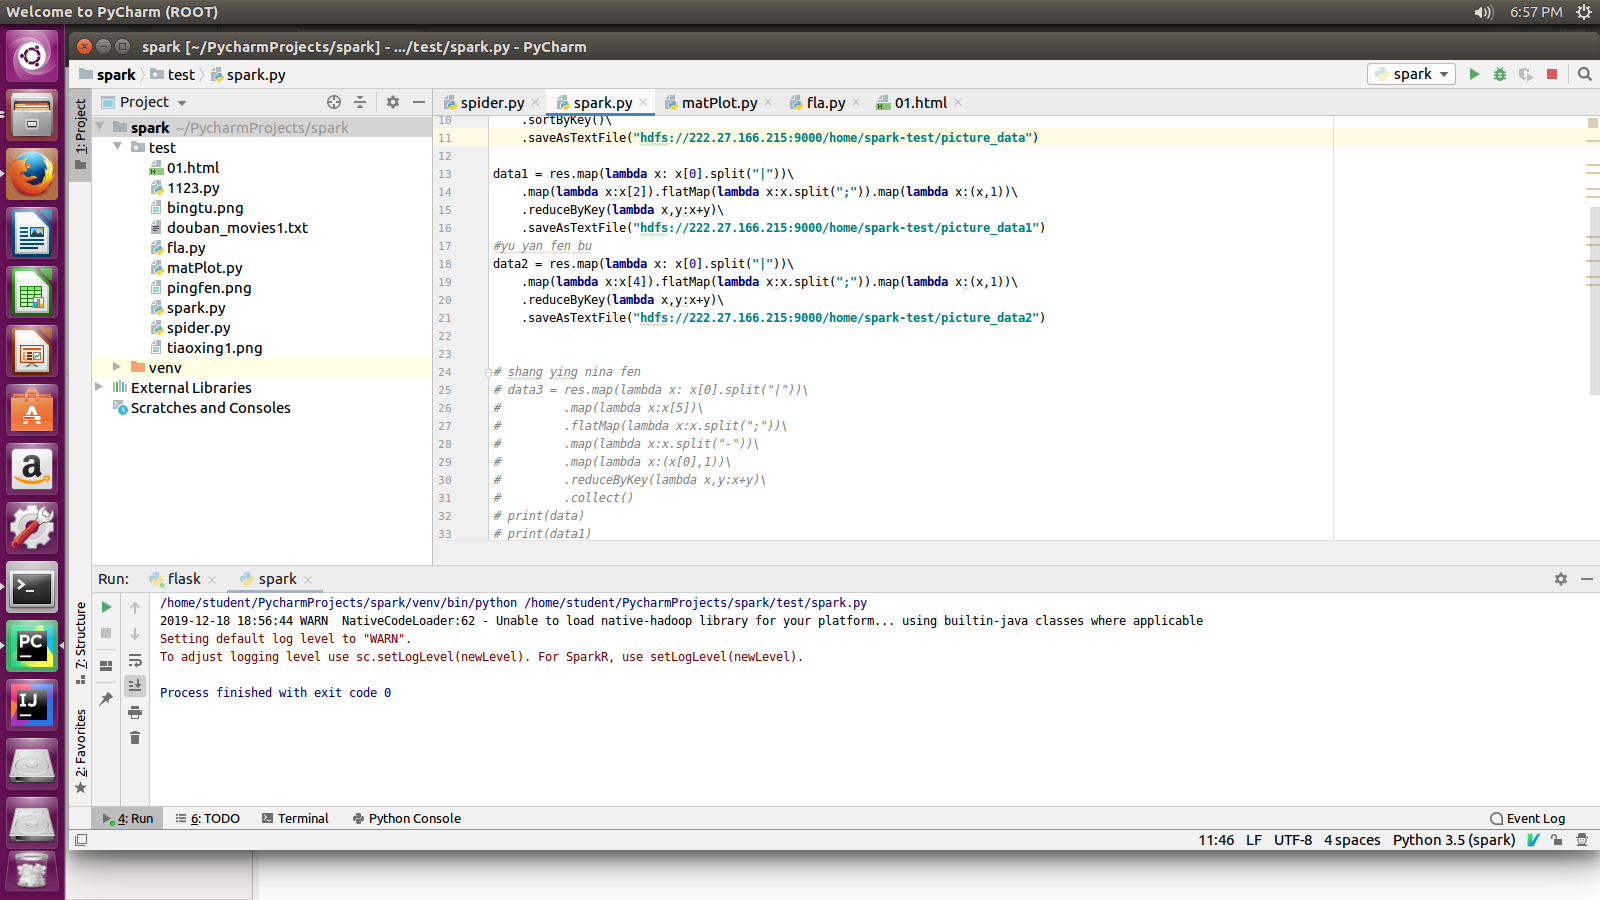 Welcome to PyCharm (ROOT)
6:57 PM
spark [~/PycharmProjects/spark] - .../test/spark.py - PyCharm
spark test spark.py
spark
Project
spider.py spark.py matPlot.py fla.py 01.html
1: Project
spark ~/PycharmProjects/spark
test
01.html
1123.py
bingtu.png
douban_movies1.txt
fla.py
matPlot.py
pingfen.png
spark.py
spider.py
tiaoxing1.png
venv
External Libraries
Scratches and Consoles
10 .sortByKey()\
11 .saveAsTextFile("hdfs://222.27.166.215:9000/home/spark-test/picture_data")
12
13 data1 = res.map(lambda x: x[0].split("|"))\
14 .map(lambda x:x[2]).flatMap(lambda x:x.split(";")).map(lambda x:(x,1))\
15 .reduceByKey(lambda x,y:x+y)\
16 .saveAsTextFile("hdfs://222.27.166.215:9000/home/spark-test/picture_data1")
17 #yu yan fen bu
18 data2 = res.map(lambda x: x[0].split("|"))\
19 .map(lambda x:x[4]).flatMap(lambda x:x.split(";")).map(lambda x:(x,1))\
20 .reduceByKey(lambda x,y:x+y)\
21 .saveAsTextFile("hdfs://222.27.166.215:9000/home/spark-test/picture_data2")
22
23
24 # shang ying nina fen
25 # data3 = res.map(lambda x: x[0].split("|"))\
26 # .map(lambda x:x[5])\
27 # .flatMap(lambda x:x.split(";"))\
28 # .map(lambda x:x.split("-"))\
29 # .map(lambda x:(x[0],1))\
30 # .reduceByKey(lambda x,y:x+y)\
31 # .collect()
32 # print(data)
33 # print(data1)
Run: flask spark
7: Structure
2: Favorites
/home/student/PycharmProjects/spark/venv/bin/python /home/student/PycharmProjects/spark/test/spark.py
2019-12-18 18:56:44 WARN NativeCodeLoader:62 - Unable to load native-hadoop library for your platform... using builtin-java classes where applicable
Setting default log level to "WARN".
To adjust logging level use sc.setLogLevel(newLevel). For SparkR, use setLogLevel(newLevel).
Process finished with exit code 0
4: Run 6: TODO Terminal Python Console Event Log
11:46 LF UTF-8 4 spaces Python 3.5 (spark)
PC
IJ